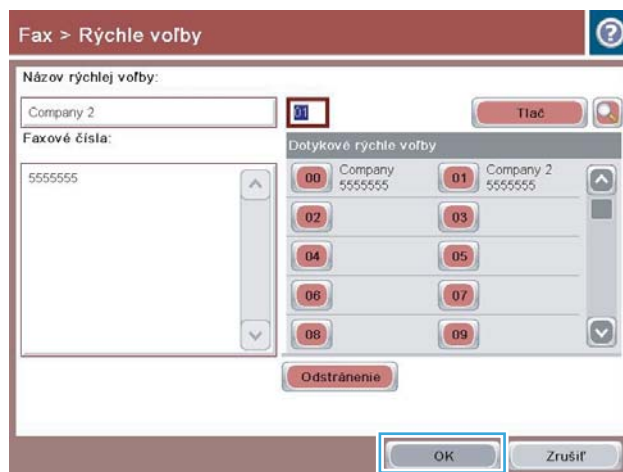 Fax > Rýchle voľby
?
Názov rýchlej voľby:
Company 2
01
Tlač
Faxové čísla:
5555555
Dotykové rýchle voľby
00 Company 5555555
01 Company 2 5555555
02
03
04
05
06
07
08
09
Odstránenie
OK
Zrušiť